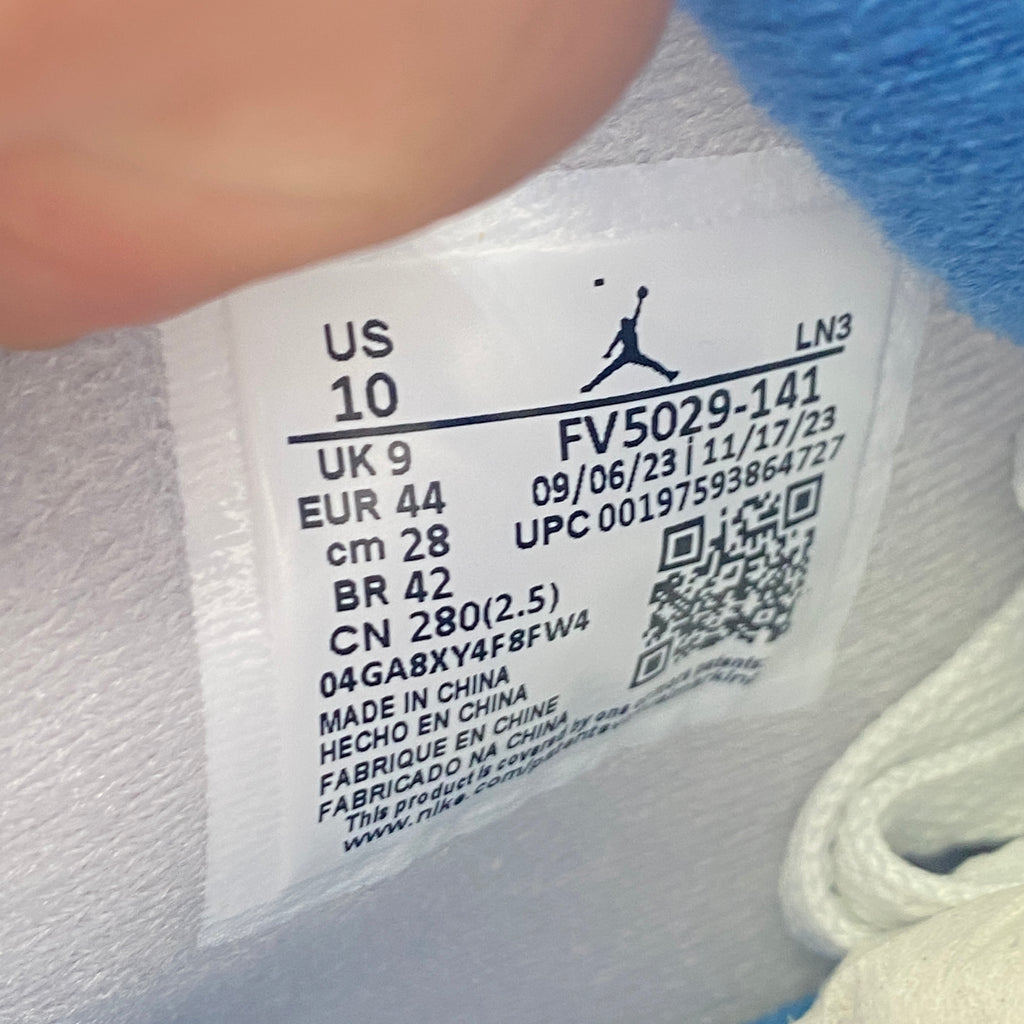 US
10
LN3
UK 9
EUR 44
cm 28
BR 42
CN 280(2.5)
04GA8XY4F8FW4
MADE IN CHINA
HECHO EN CHINA
FABRIQUE EN CHINE
FABRICADO NA CHINA
FV5029-141
09/06/23 | 11/17/23
UPC 00197593864727
This product is covered by one patents
www.nike.com/